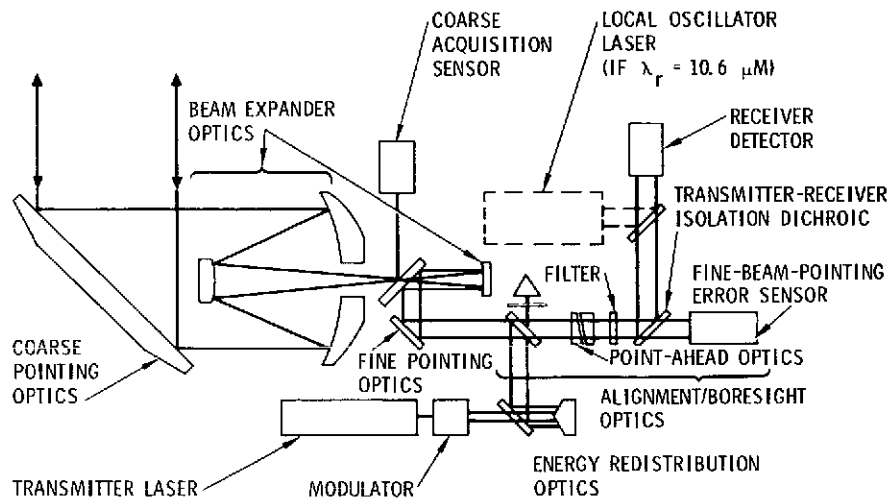 COARSE
ACQUISITION
SENSOR
LOCAL OSCILLATOR
LASER
(IF λr = 10.6 μM)
BEAM EXPANDER
OPTICS
RECEIVER
DETECTOR
TRANSMITTER-RECEIVER
ISOLATION DICHROIC
FILTER
FINE-BEAM-POINTING
ERROR SENSOR
COARSE
POINTING
OPTICS
FINE POINTING
OPTICS
POINT-AHEAD OPTICS
ALIGNMENT/BORESIGHT
OPTICS
TRANSMITTER LASER
MODULATOR
ENERGY REDISTRIBUTION
OPTICS